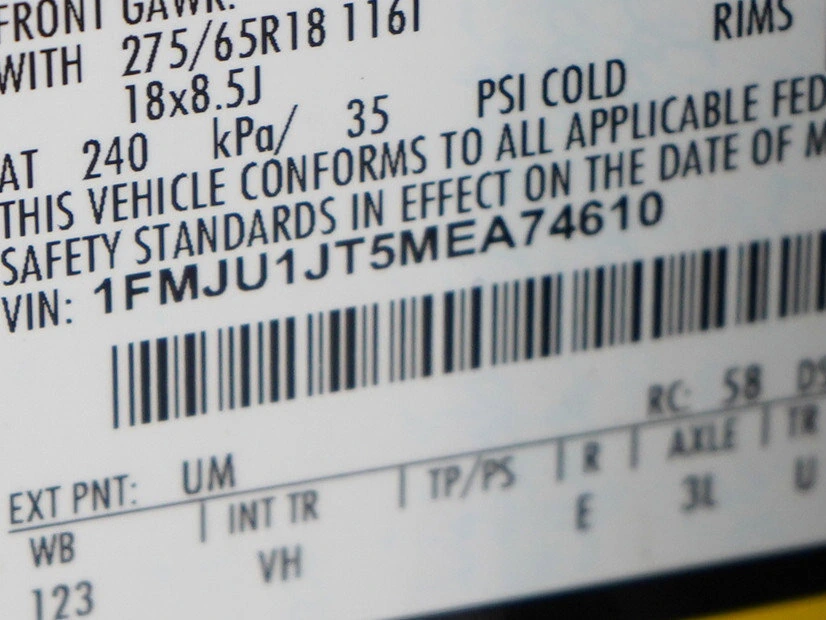 FRONT GAWR:
WITH 275/65R18 116T RIMS
18x8.5J
AT 240 kPa/ 35 PSI COLD
THIS VEHICLE CONFORMS TO ALL APPLICABLE FED
SAFETY STANDARDS IN EFFECT ON THE DATE OF M
VIN: 1FMJU1JT5MEA74610
RC: 58 DS
EXT PNT: UM
WB | INT TR | TP/PS | R | AXLE | TR
123 VH E 3L U